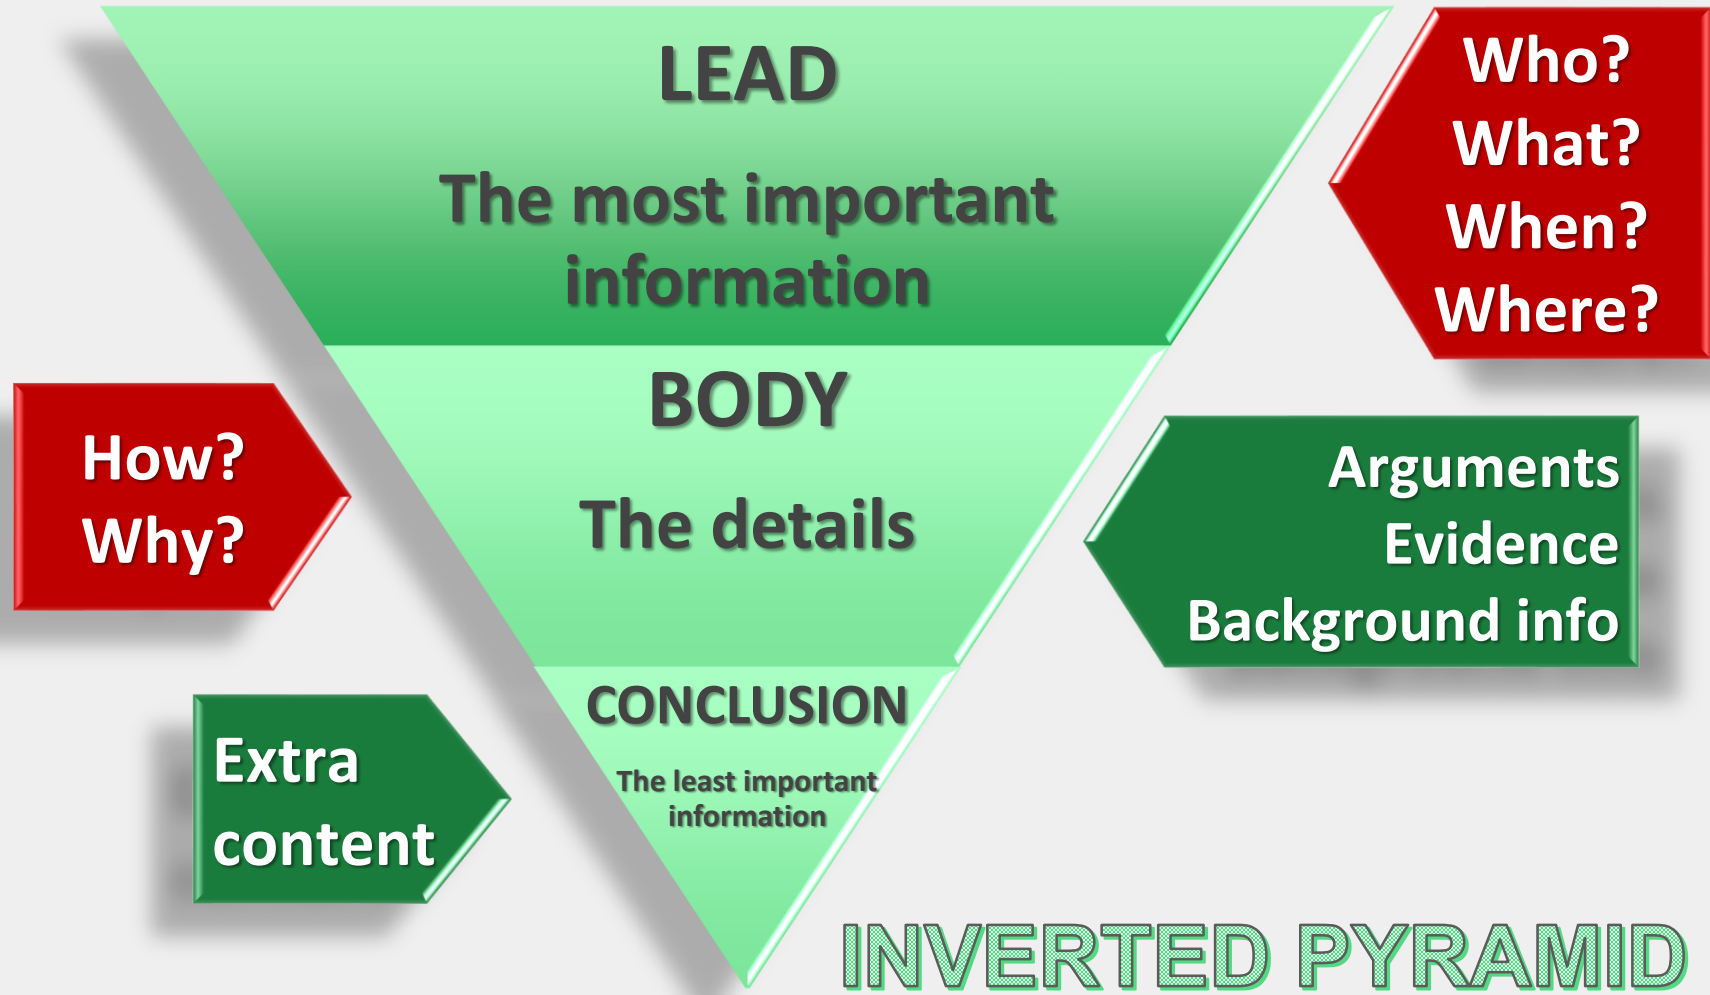 LEAD
The most important
information
Who?
What?
When?
Where?
BODY
The details
How?
Why?
Arguments
Evidence
Background info
CONCLUSION
The least important
information
Extra
content
INVERTED PYRAMID